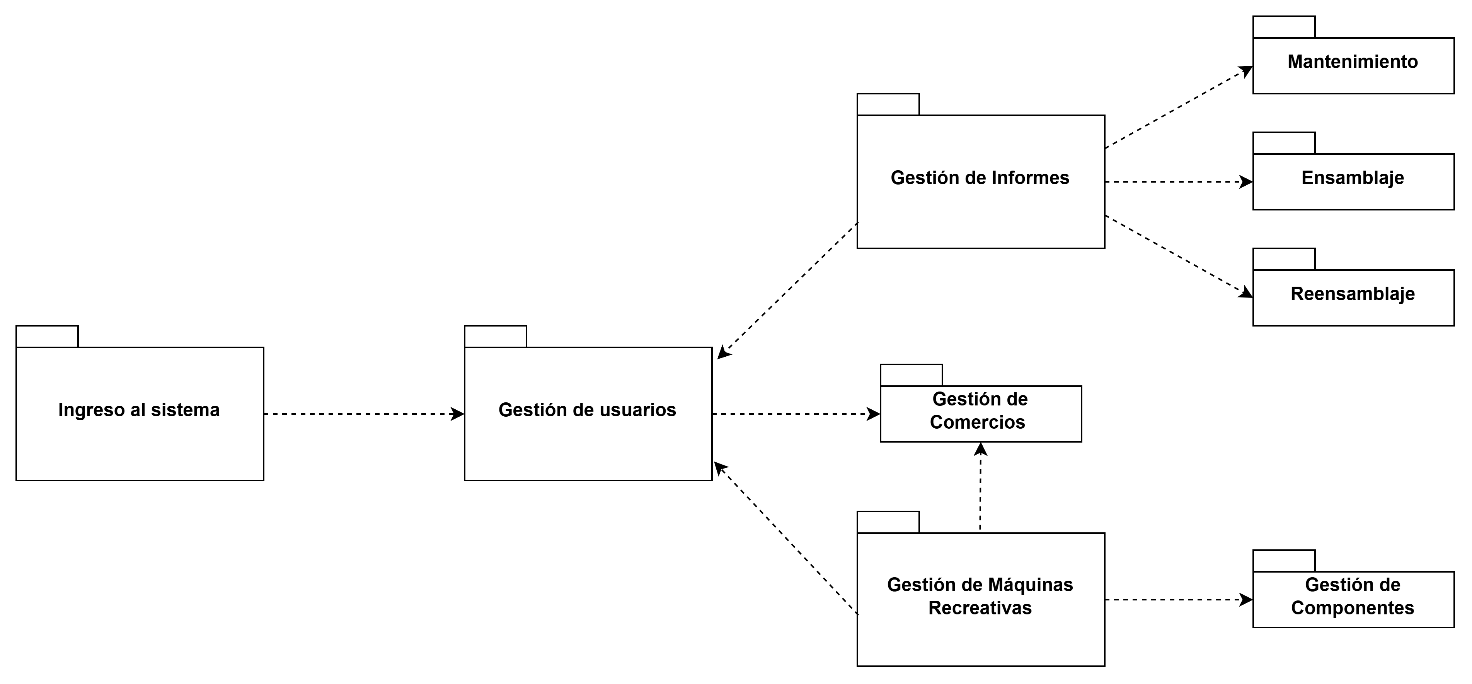 Mantenimiento
Gestión de Informes
Ensamblaje
Reensamblaje
Ingreso al sistema
Gestión de usuarios
Gestión de
Comercios
Gestión de Máquinas
Recreativas
Gestión de
Componentes